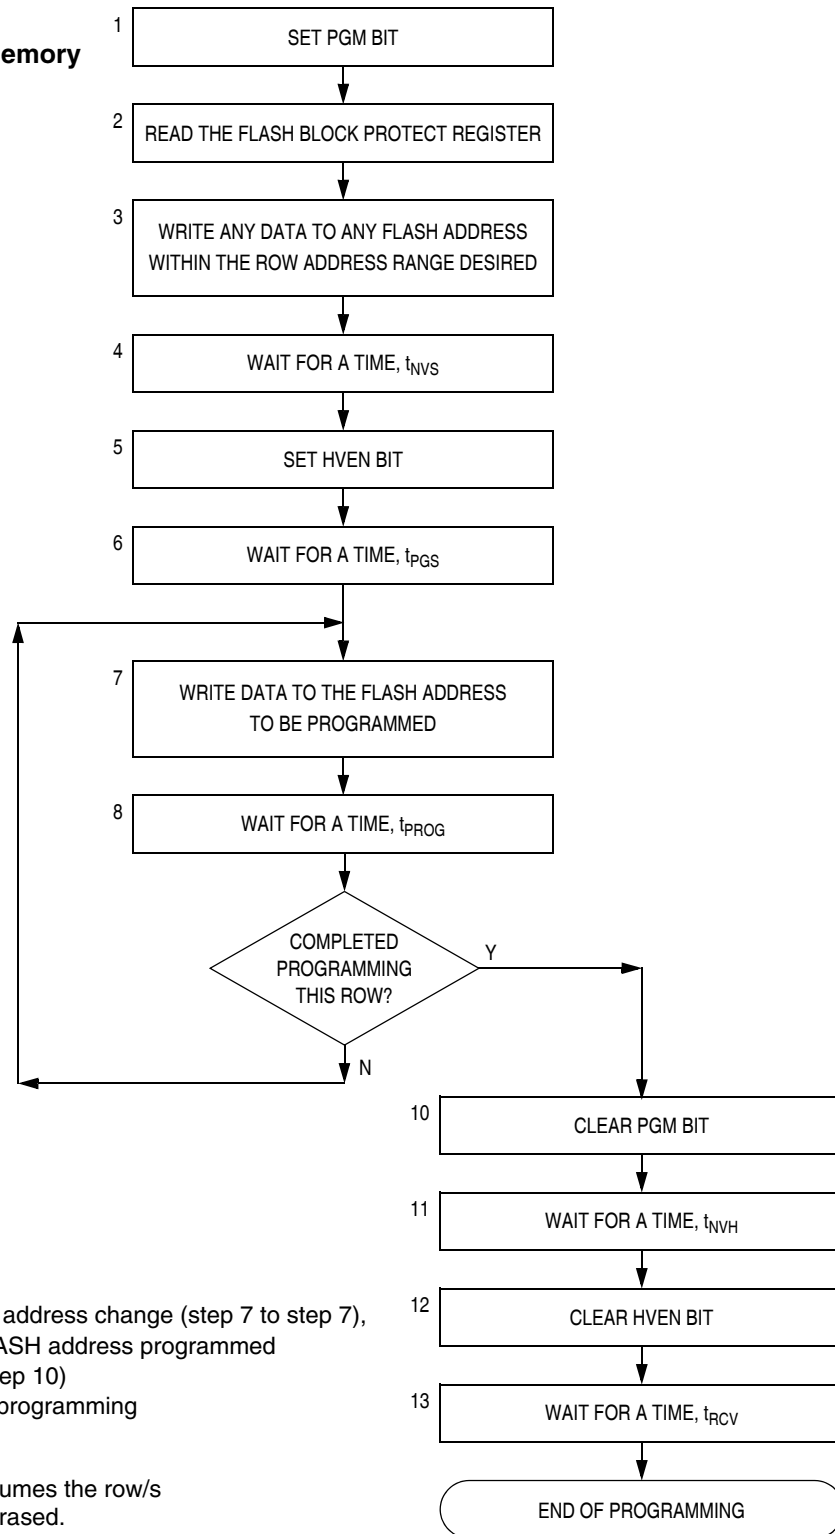 emory
1
SET PGM BIT
2
READ THE FLASH BLOCK PROTECT REGISTER
3
WRITE ANY DATA TO ANY FLASH ADDRESS
WITHIN THE ROW ADDRESS RANGE DESIRED
4
WAIT FOR A TIME, tNVS
5
SET HVEN BIT
6
WAIT FOR A TIME, tPGS
7
WRITE DATA TO THE FLASH ADDRESS
TO BE PROGRAMMED
8
WAIT FOR A TIME, tPROG
COMPLETED
PROGRAMMING
THIS ROW?
Y
N
10
CLEAR PGM BIT
11
WAIT FOR A TIME, tNVH
12
CLEAR HVEN BIT
13
WAIT FOR A TIME, tRCV
END OF PROGRAMMING
address change (step 7 to step 7),
ASH address programmed
ep 10)
programming
umes the row/s
rased.